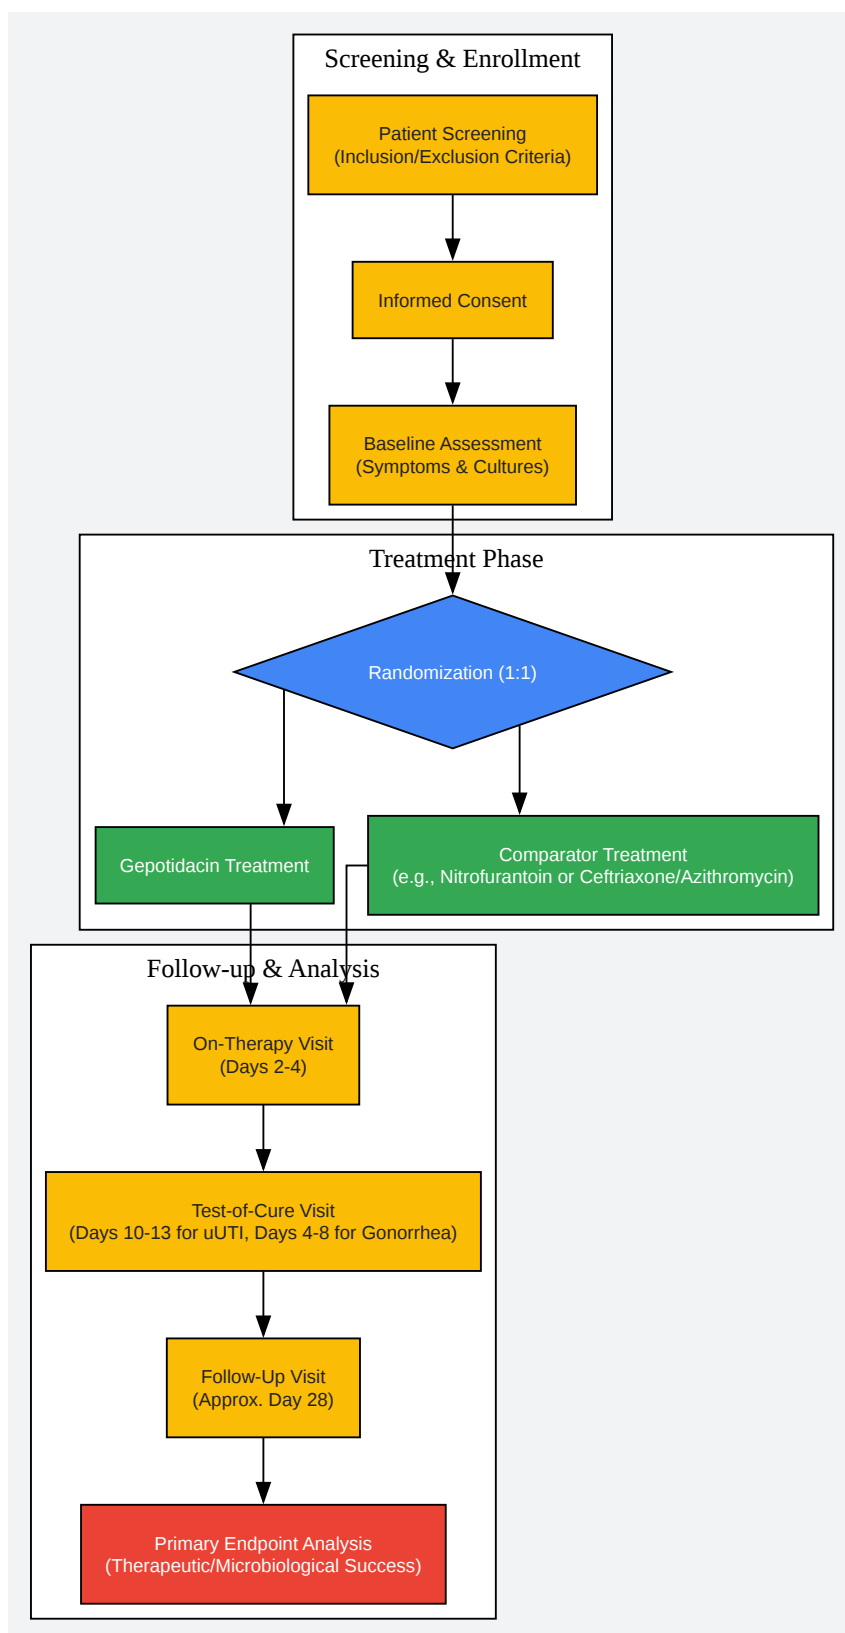 Screening & Enrollment
Patient Screening
(Inclusion/Exclusion Criteria)
Informed Consent
Baseline Assessment
(Symptoms & Cultures)
Treatment Phase
Randomization (1:1)
Gepotidacin Treatment
Comparator Treatment
(e.g., Nitrofurantoin or Ceftriaxone/Azithromycin)
Follow-up & Analysis
On-Therapy Visit
(Days 2-4)
Test-of-Cure Visit
(Days 10-13 for uUTI, Days 4-8 for Gonorrhea)
Follow-Up Visit
(Approx. Day 28)
Primary Endpoint Analysis
(Therapeutic/Microbiological Success)